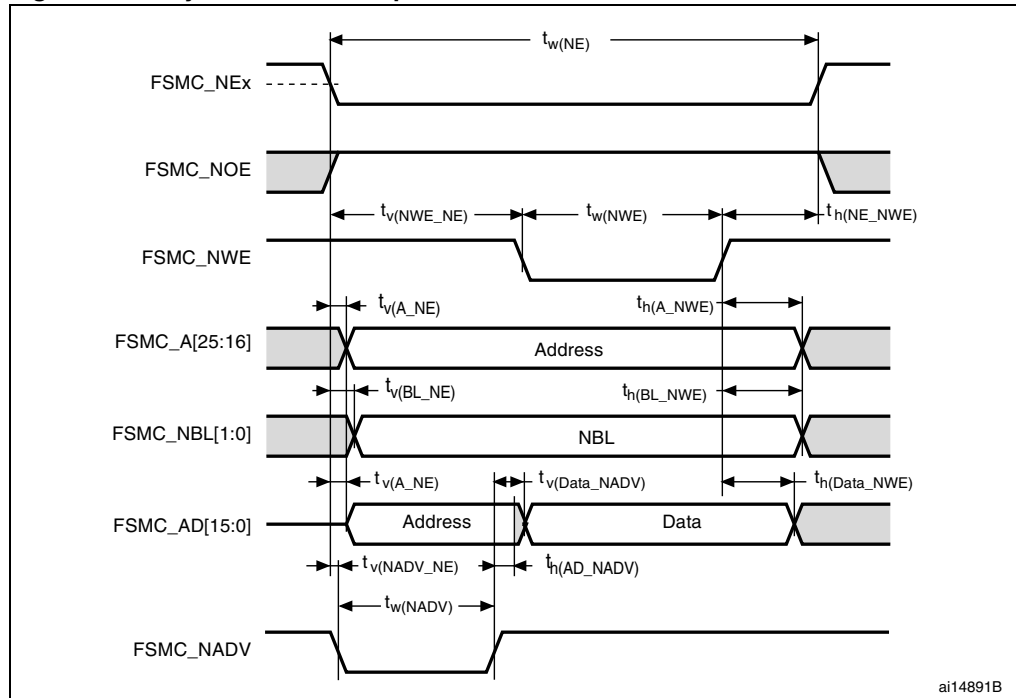 tw(NE)
FSMC_NEx
FSMC_NOE
tv(NWE_NE)
tw(NWE)
th(NE_NWE)
FSMC_NWE
tv(A_NE)
th(A_NWE)
FSMC_A[25:16]
Address
tv(BL_NE)
th(BL_NWE)
FSMC_NBL[1:0]
NBL
tv(A_NE)
tv(Data_NADV)
th(Data_NWE)
FSMC_AD[15:0]
Address
Data
tv(NADV_NE)
th(AD_NADV)
tw(NADV)
FSMC_NADV
ai14891B